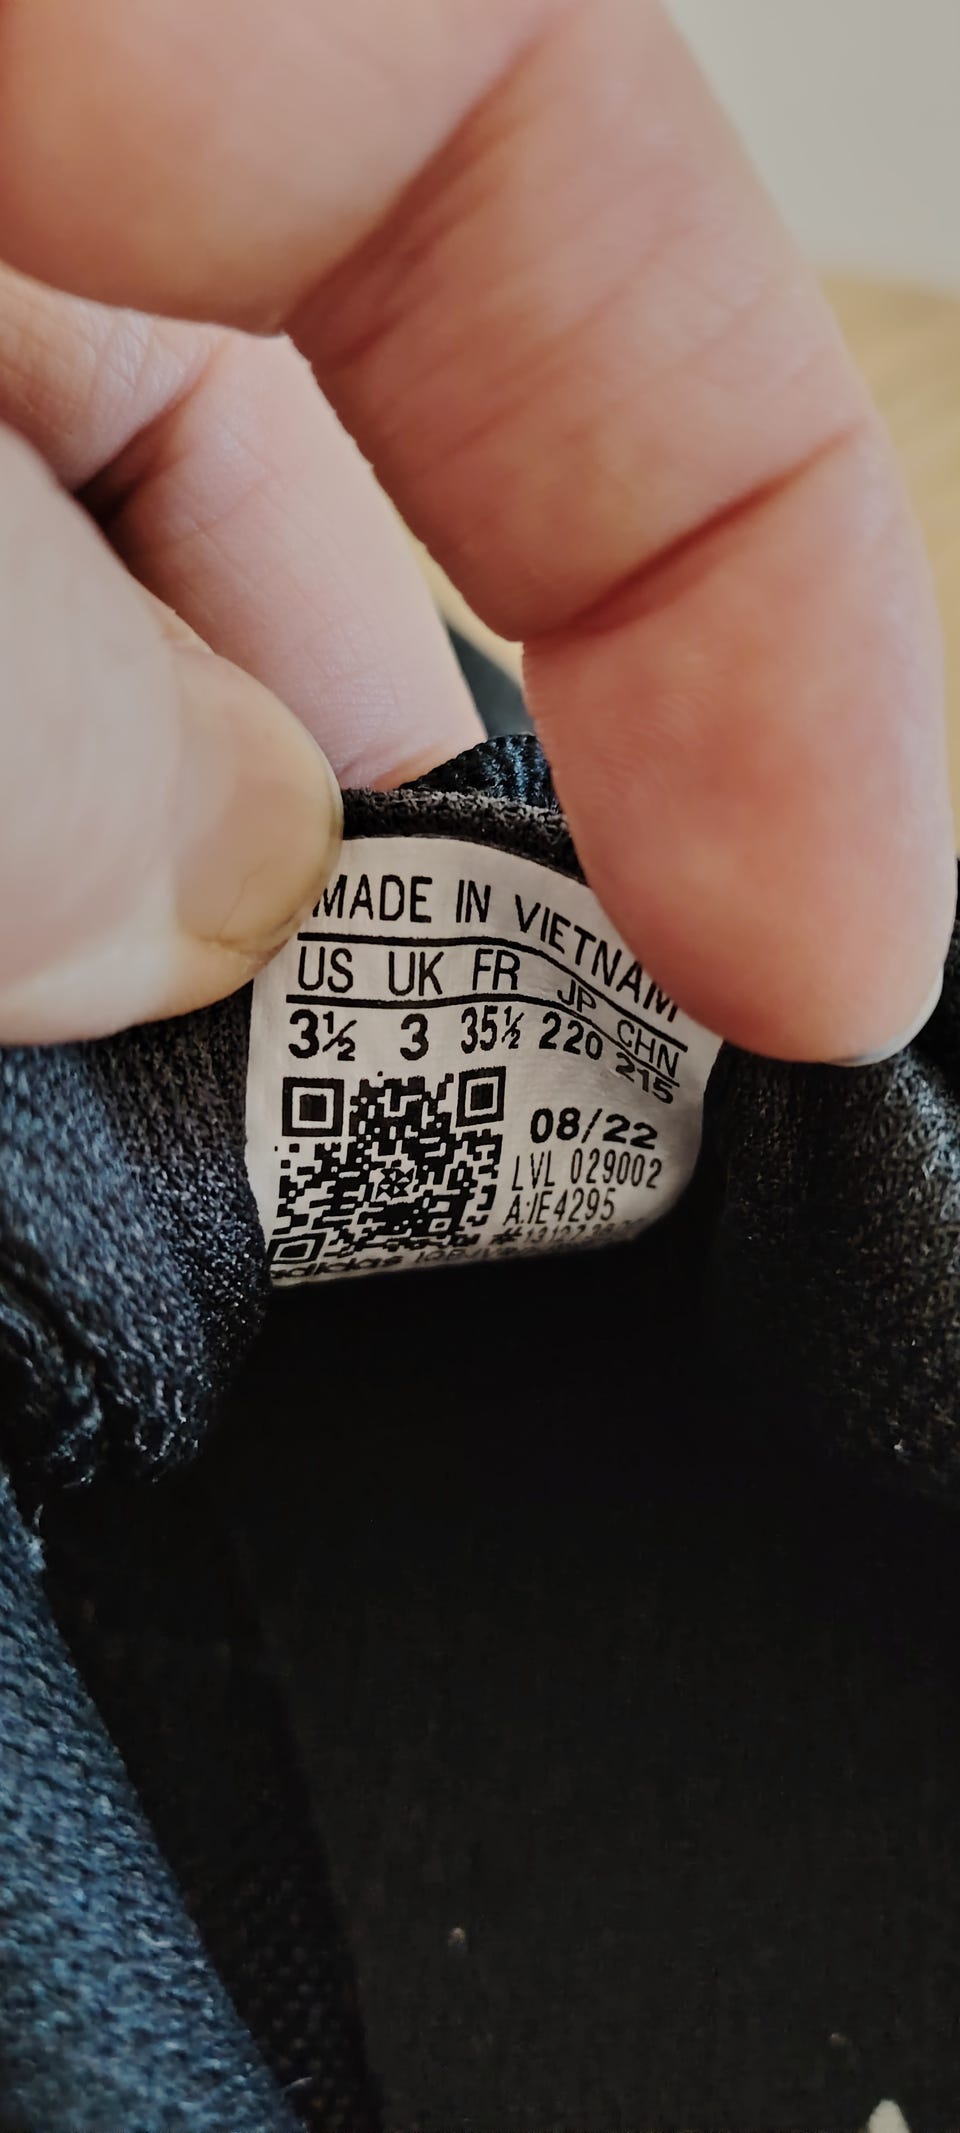 MADE IN VIETNAM
US UK FR JP CHN
3½ 3 35½ 220 215
08/22
LVL 029002
A:IE4295
adidas